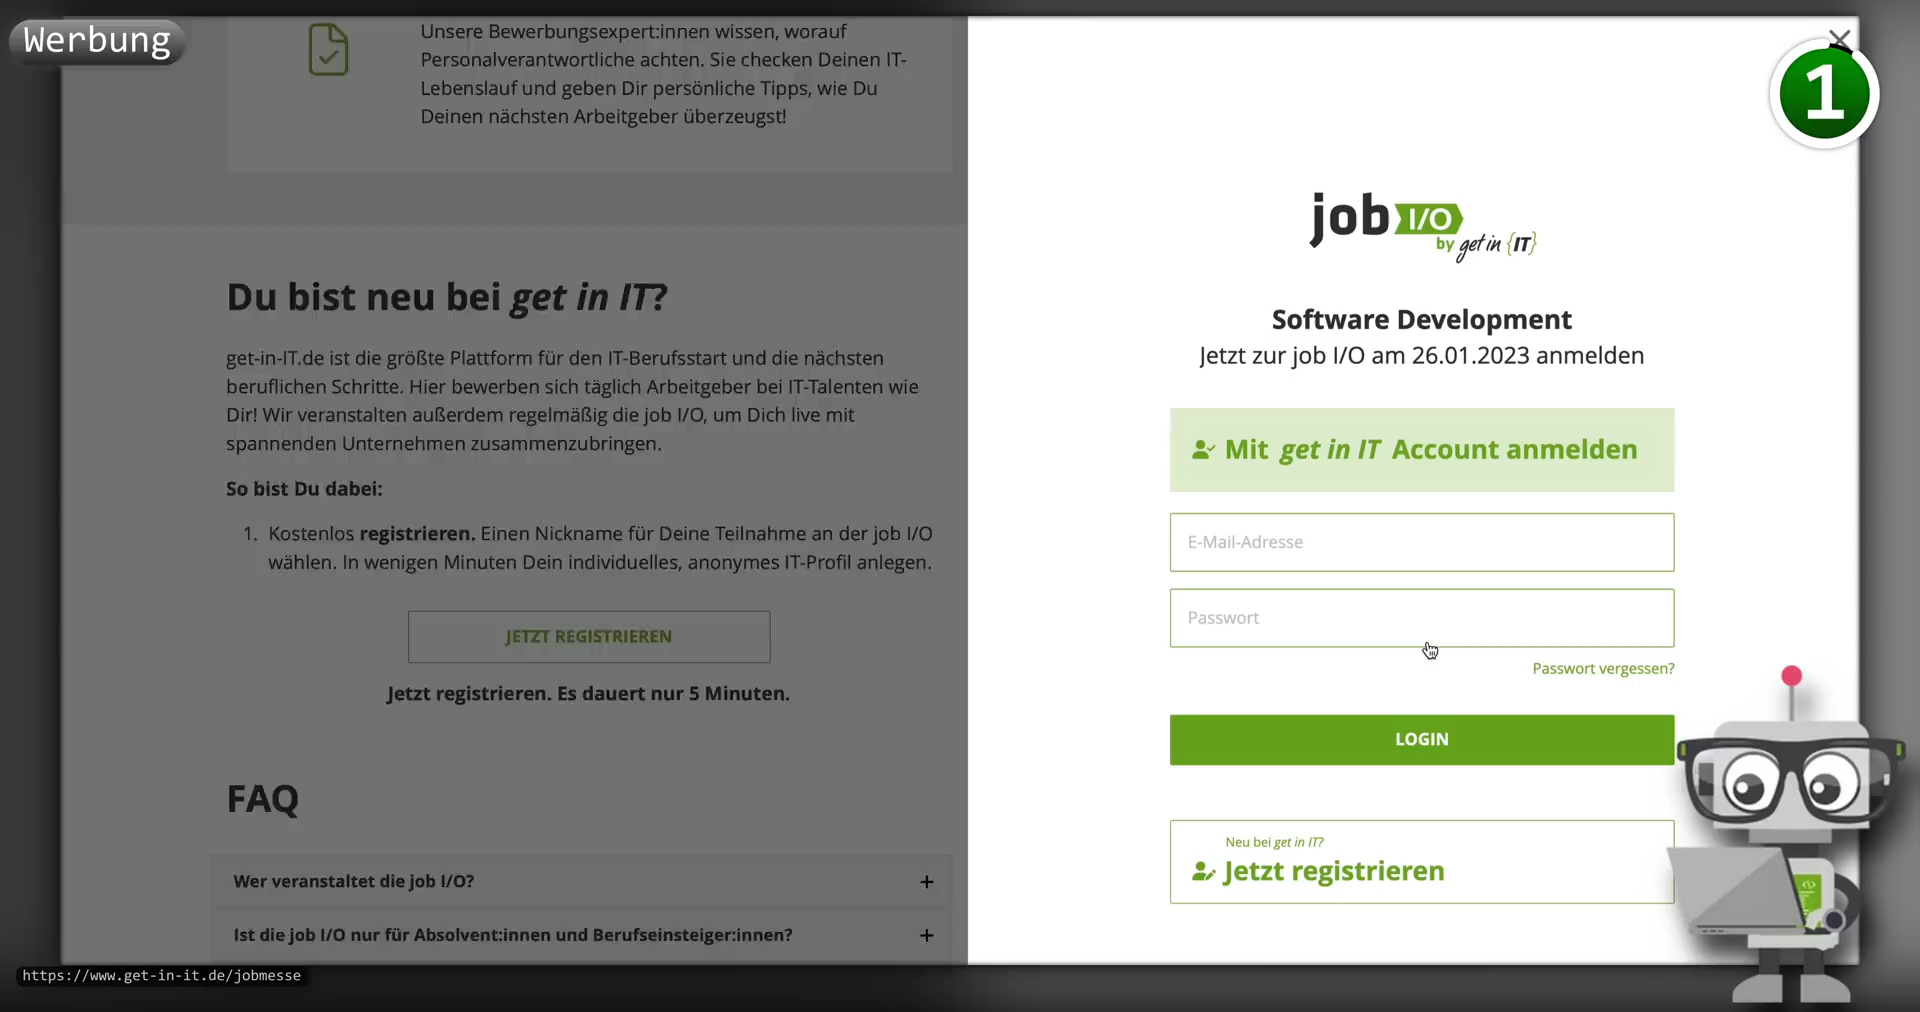 Werbung
Unsere Bewerbungsexpert:innen wissen, worauf
Personalverantwortliche achten. Sie checken Deinen IT-
Lebenslauf und geben Dir persönliche Tipps, wie Du
Deinen nächsten Arbeitgeber überzeugst!
Du bist neu bei get in IT?
get-in-IT.de ist die größte Plattform für den IT-Berufsstart und die nächsten
beruflichen Schritte. Hier bewerben sich täglich Arbeitgeber bei IT-Talenten wie
Dir! Wir veranstalten außerdem regelmäßig die job I/O, um Dich live mit
spannenden Unternehmen zusammenzubringen.
So bist Du dabei:
1. Kostenlos registrieren. Einen Nickname für Deine Teilnahme an der job I/O
wählen. In wenigen Minuten Dein individuelles, anonymes IT-Profil anlegen.
JETZT REGISTRIEREN
Jetzt registrieren. Es dauert nur 5 Minuten.
FAQ
Wer veranstaltet die job I/O? +
Ist die job I/O nur für Absolvent:innen und Berufseinsteiger:innen? +
https://www.get-in-it.de/jobmesse
1
job I/O
by get in {IT}
Software Development
Jetzt zur job I/O am 26.01.2023 anmelden
Mit get in IT Account anmelden
E-Mail-Adresse
Passwort
Passwort vergessen?
LOGIN
Neu bei get in IT?
Jetzt registrieren